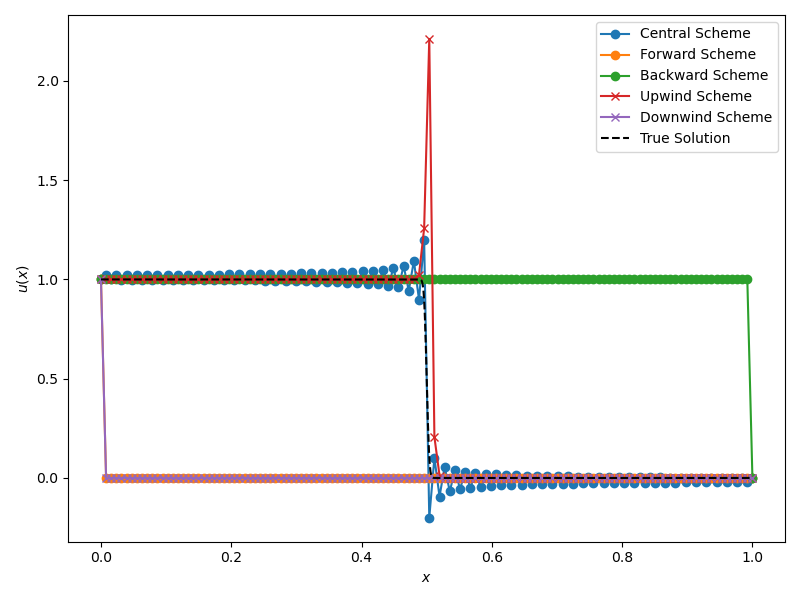 Central Scheme
Forward Scheme
Backward Scheme
Upwind Scheme
Downwind Scheme
True Solution
2.0
1.5
1.0
0.5
0.0
u(x)
0.0 0.2 0.4 0.6 0.8 1.0
x